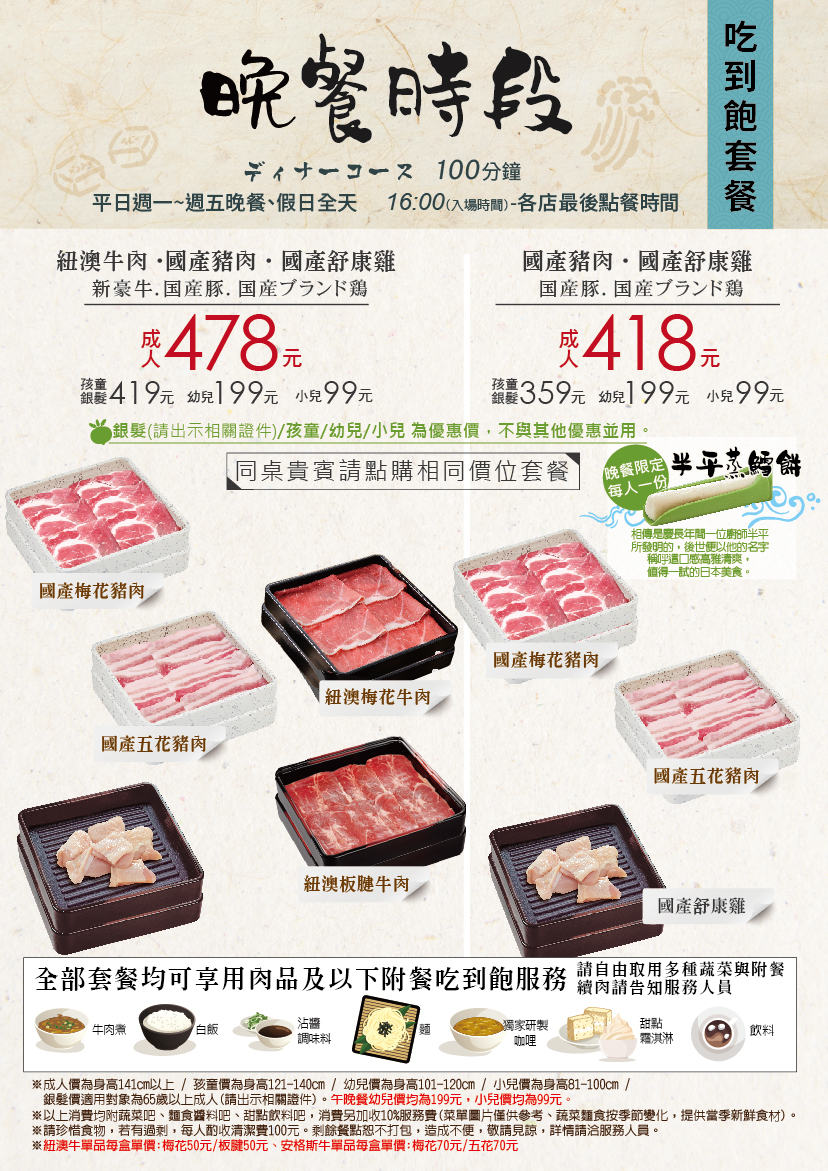 吃到飽套餐
晚餐時段
ディナーコース 100分鐘
平日週一~週五晚餐、假日全天 16:00(入場時間)-各店最後點餐時間
紐澳牛肉・國產豬肉・國產舒康雞
新豪牛.国産豚.国産ブランド鶏
成人478元
孩童銀髮419元 幼兒199元 小兒99元
國產豬肉・國產舒康雞
国産豚.国産ブランド鶏
成人418元
孩童銀髮359元 幼兒199元 小兒99元
銀髮(請出示相關證件)/孩童/幼兒/小兒 為優惠價，不與其他優惠並用。
同桌貴賓請點購相同價位套餐
晚餐限定
每人一份
半平蒸鱈餅
相傳是慶長年間一位廚師半平
所發明的，後世便以他的名字
稱呼這口感高雅清爽，
值得一試的日本美食。
國產梅花豬肉
紐澳梅花牛肉
國產五花豬肉
紐澳板腱牛肉
國產梅花豬肉
國產五花豬肉
國產舒康雞
全部套餐均可享用肉品及以下附餐吃到飽服務
請自由取用多種蔬菜與附餐
續肉請告知服務人員
牛肉煮
白飯
沾醬
調味料
麵
獨家研製
咖哩
甜點
霜淇淋
飲料
※成人價為身高141cm以上 / 孩童價為身高121-140cm / 幼兒價為身高101-120cm / 小兒價為身高81-100cm /
銀髮價適用對象為65歲以上成人(請出示相關證件)。午晚餐幼兒價均為199元，小兒價均為99元。
※以上消費均附蔬菜吧、麵食醬料吧、甜點飲料吧，消費另加收10%服務費(菜單圖片僅供參考、蔬菜麵食按季節變化，提供當季新鮮食材)。
※請珍惜食物，若有過剩，每人酌收清潔費100元。剩餘餐點恕不打包，造成不便，敬請見諒，詳情請洽服務人員。
※紐澳牛單品每盒單價:梅花50元/板腱50元、安格斯牛單品每盒單價:梅花70元/五花70元